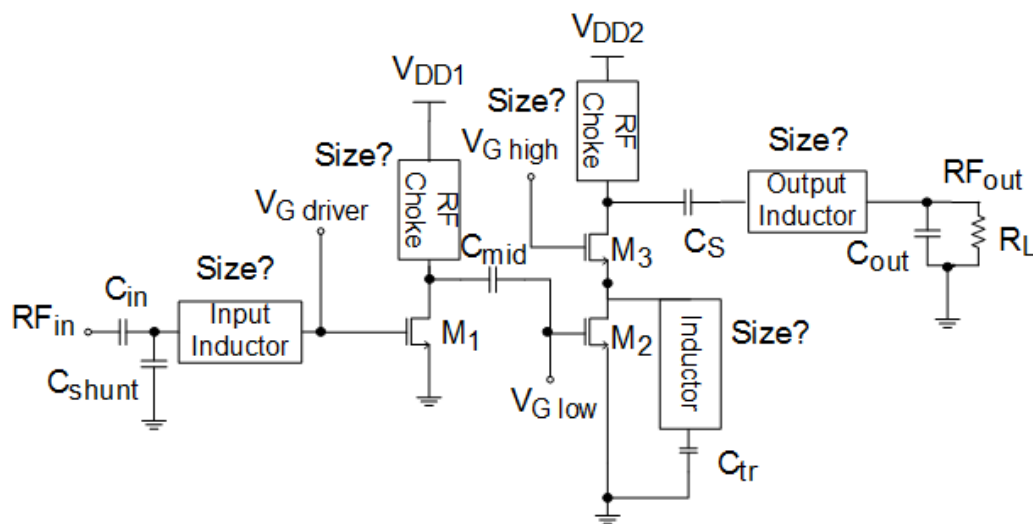 VDD2
VDD1
Size?
RF Choke
VG high
Size?
RF Choke
Size?
Output Inductor
RFout
VG driver
Cmid
M3
CS
Cout
RL
Size?
Cin
RFin
Input Inductor
M1
M2
Inductor
Size?
Cshunt
VG low
Ctr